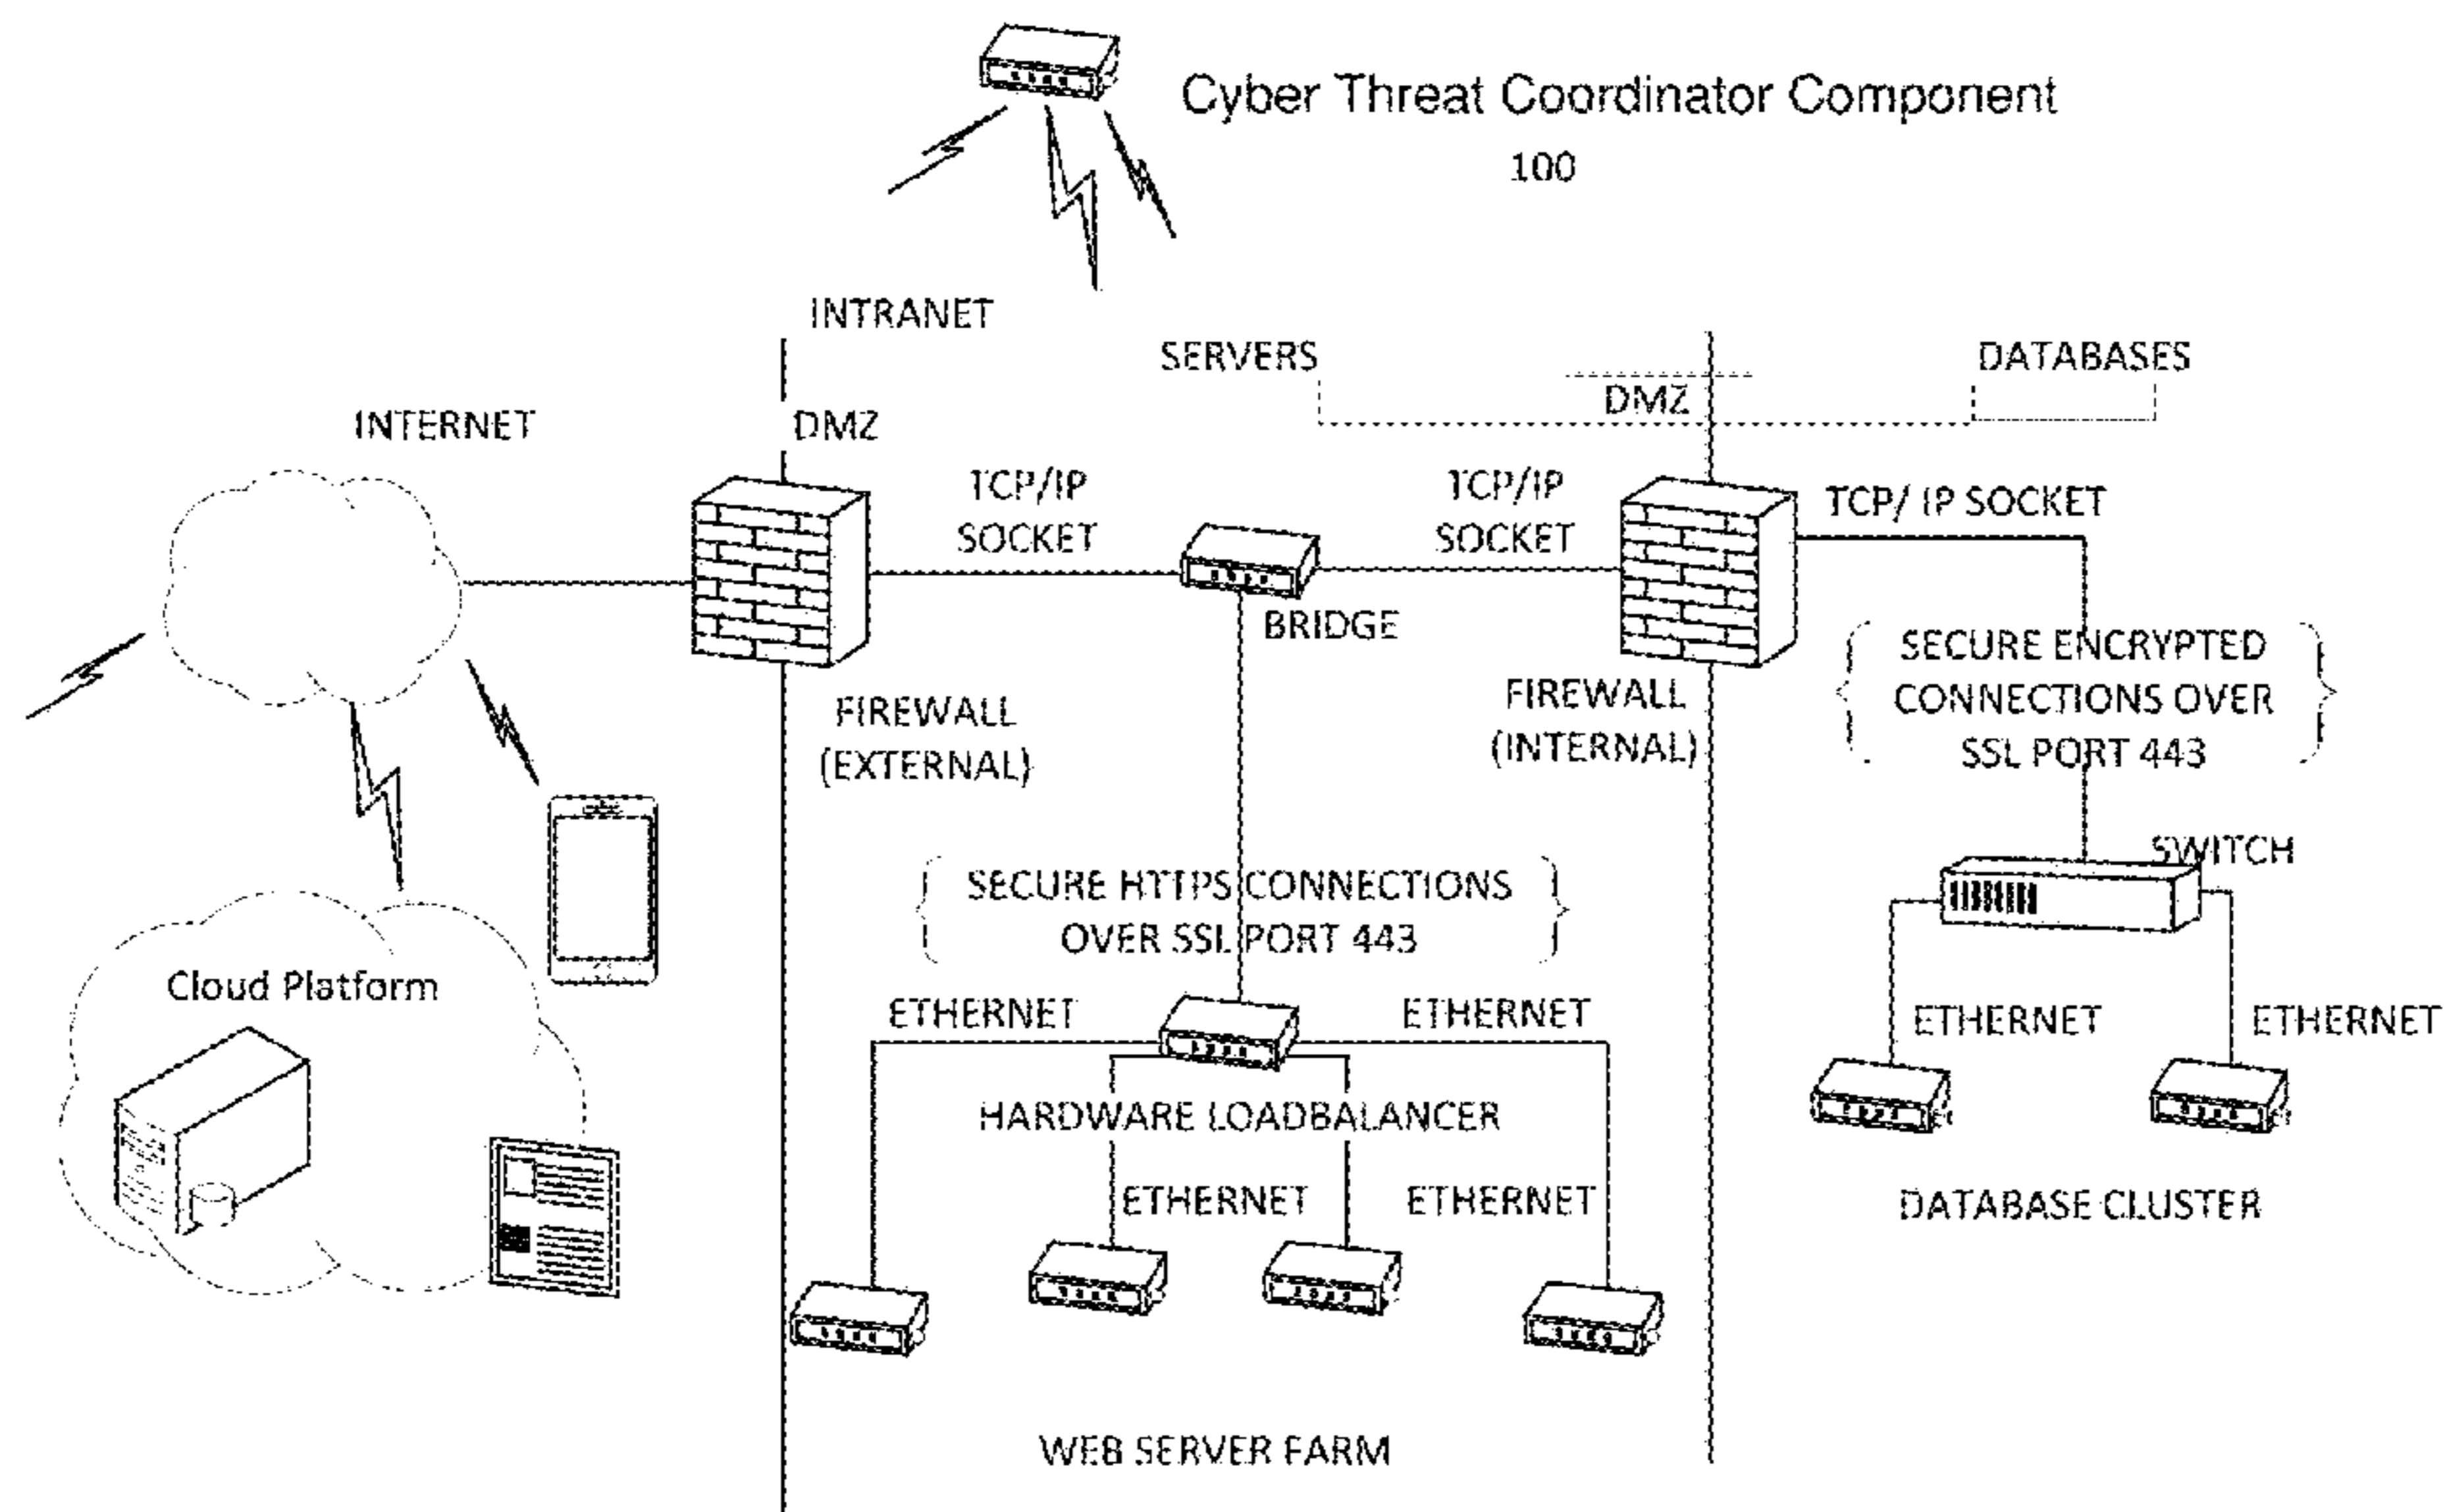 Cyber Threat Coordinator Component
100
INTRANET
SERVERS
DATABASES
DMZ
INTERNET
DMZ
TCP/IP
SOCKET
TCP/IP
SOCKET
TCP/ IP SOCKET
BRIDGE
SECURE ENCRYPTED
CONNECTIONS OVER
SSL PORT 443
FIREWALL
(EXTERNAL)
FIREWALL
(INTERNAL)
SWITCH
SECURE HTTPS CONNECTIONS
OVER SSL PORT 443
Cloud Platform
ETHERNET
ETHERNET
ETHERNET
ETHERNET
HARDWARE LOADBALANCER
ETHERNET
ETHERNET
DATABASE CLUSTER
WEB SERVER FARM